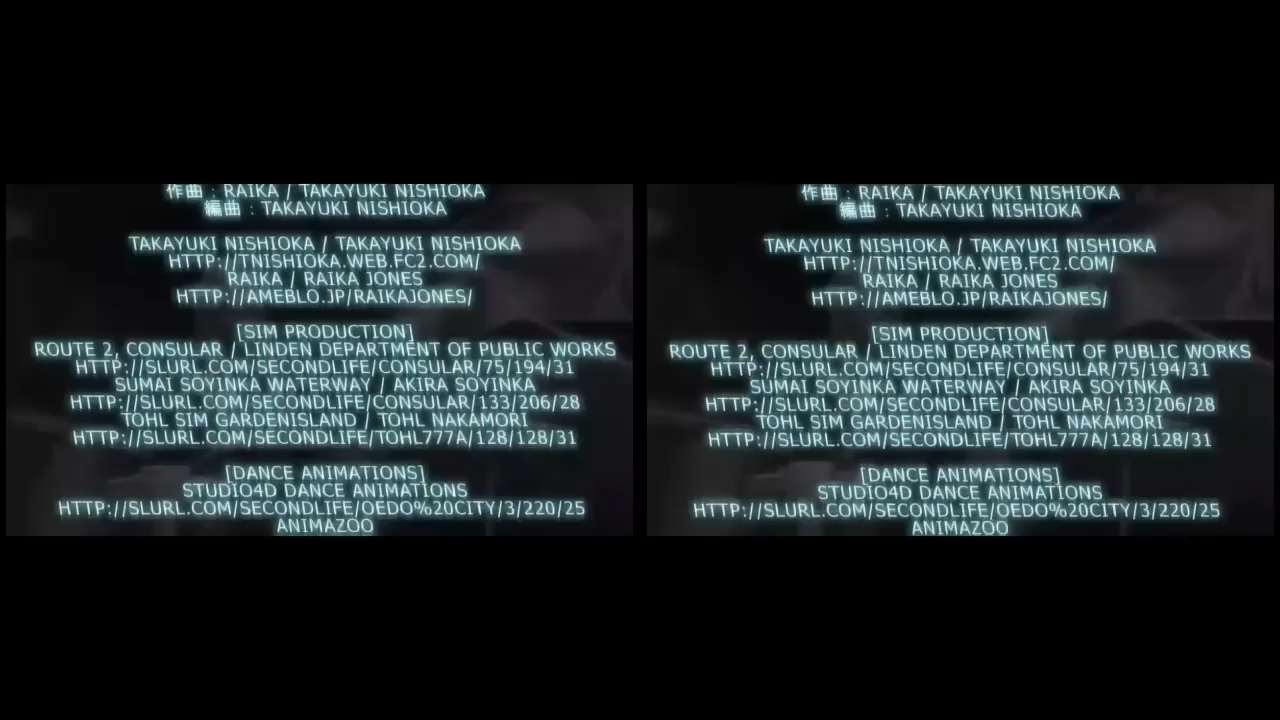 作曲 : RAIKA / TAKAYUKI NISHIOKA
編曲 : TAKAYUKI NISHIOKA
TAKAYUKI NISHIOKA / TAKAYUKI NISHIOKA
HTTP://TNISHIOKA.WEB.FC2.COM/
RAIKA / RAIKA JONES
HTTP://AMEBLO.JP/RAIKAJONES/
[SIM PRODUCTION]
ROUTE 2, CONSULAR / LINDEN DEPARTMENT OF PUBLIC WORKS
HTTP://SLURL.COM/SECONDLIFE/CONSULAR/75/194/31
SUMAI SOYINKA WATERWAY / AKIRA SOYINKA
HTTP://SLURL.COM/SECONDLIFE/CONSULAR/133/206/28
TOHL SIM GARDENISLAND / TOHL NAKAMORI
HTTP://SLURL.COM/SECONDLIFE/TOHL777A/128/128/31
[DANCE ANIMATIONS]
STUDIO4D DANCE ANIMATIONS
HTTP://SLURL.COM/SECONDLIFE/OEDO%20CITY/3/220/25
ANIMAZOO
作曲 : RAIKA / TAKAYUKI NISHIOKA
編曲 : TAKAYUKI NISHIOKA
TAKAYUKI NISHIOKA / TAKAYUKI NISHIOKA
HTTP://TNISHIOKA.WEB.FC2.COM/
RAIKA / RAIKA JONES
HTTP://AMEBLO.JP/RAIKAJONES/
[SIM PRODUCTION]
ROUTE 2, CONSULAR / LINDEN DEPARTMENT OF PUBLIC WORKS
HTTP://SLURL.COM/SECONDLIFE/CONSULAR/75/194/31
SUMAI SOYINKA WATERWAY / AKIRA SOYINKA
HTTP://SLURL.COM/SECONDLIFE/CONSULAR/133/206/28
TOHL SIM GARDENISLAND / TOHL NAKAMORI
HTTP://SLURL.COM/SECONDLIFE/TOHL777A/128/128/31
[DANCE ANIMATIONS]
STUDIO4D DANCE ANIMATIONS
HTTP://SLURL.COM/SECONDLIFE/OEDO%20CITY/3/220/25
ANIMAZOO